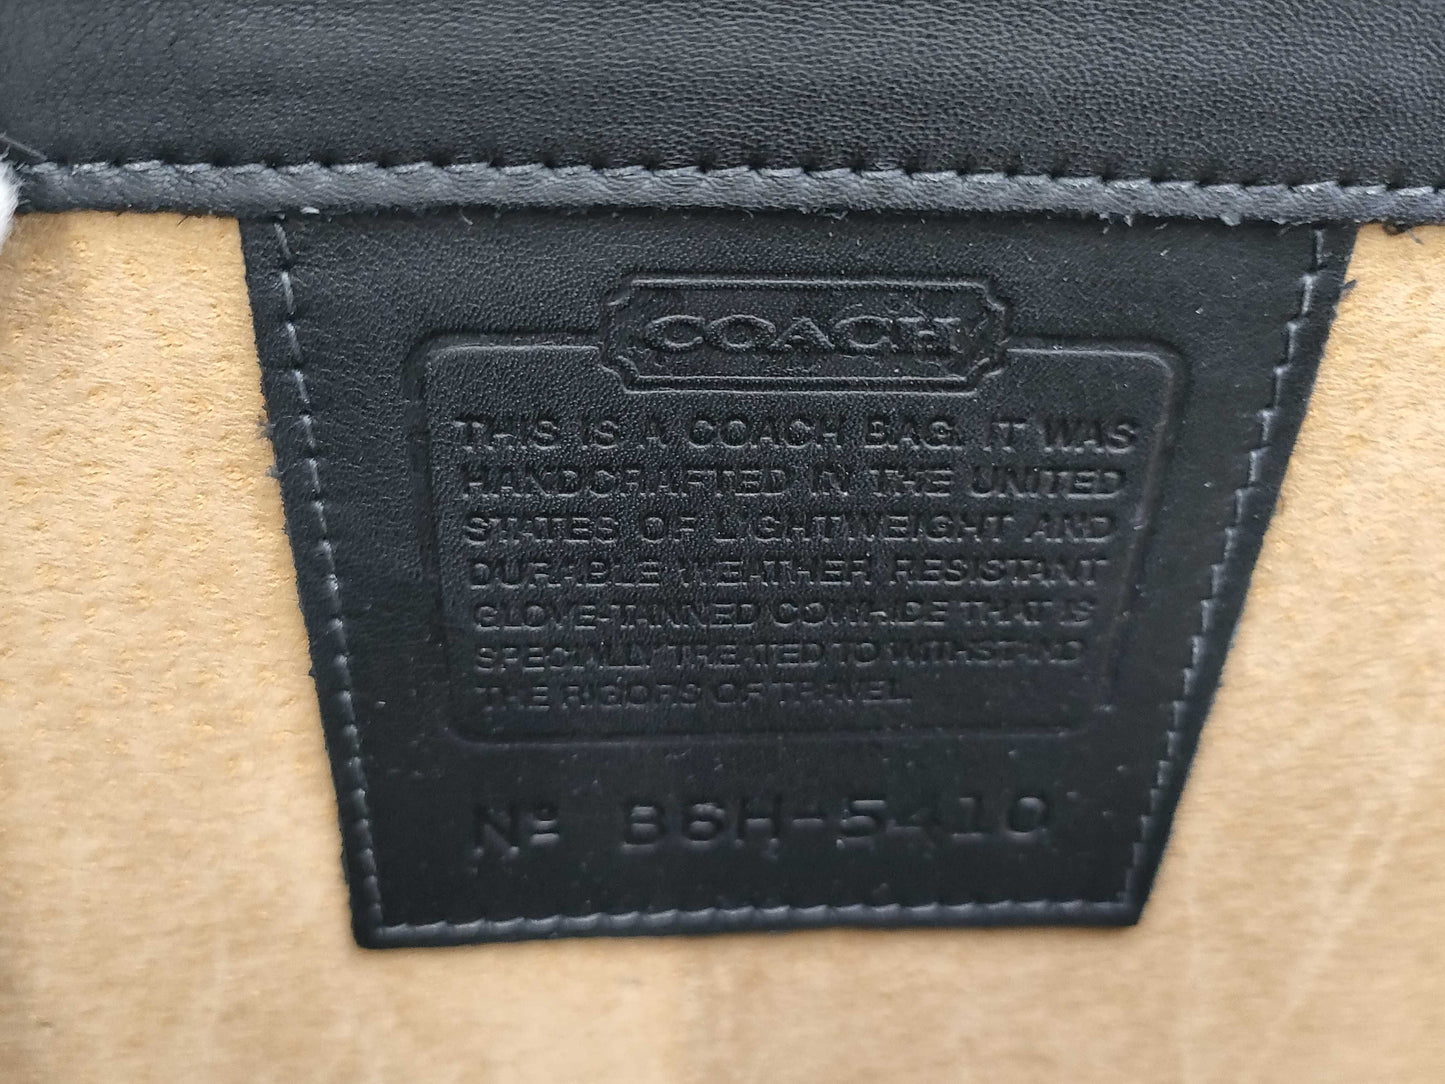 COACH
THIS IS A COACH BAG. IT WAS
HANDCRAFTED IN THE UNITED
STATES OF LIGHTWEIGHT AND
DURABLE WEATHER RESISTANT
GLOVE-TANNED COWHIDE THAT IS
SPECIALLY TREATED TO WITHSTAND
THE RIGORS OF TRAVEL.
Nº B6H-5410